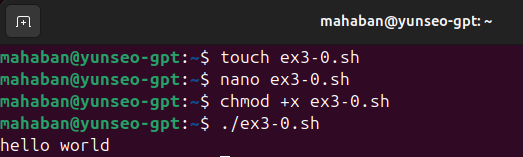 mahaban@yunseo-gpt: ~
mahaban@yunseo-gpt:~$ touch ex3-0.sh
mahaban@yunseo-gpt:~$ nano ex3-0.sh
mahaban@yunseo-gpt:~$ chmod +x ex3-0.sh
mahaban@yunseo-gpt:~$ ./ex3-0.sh
hello world